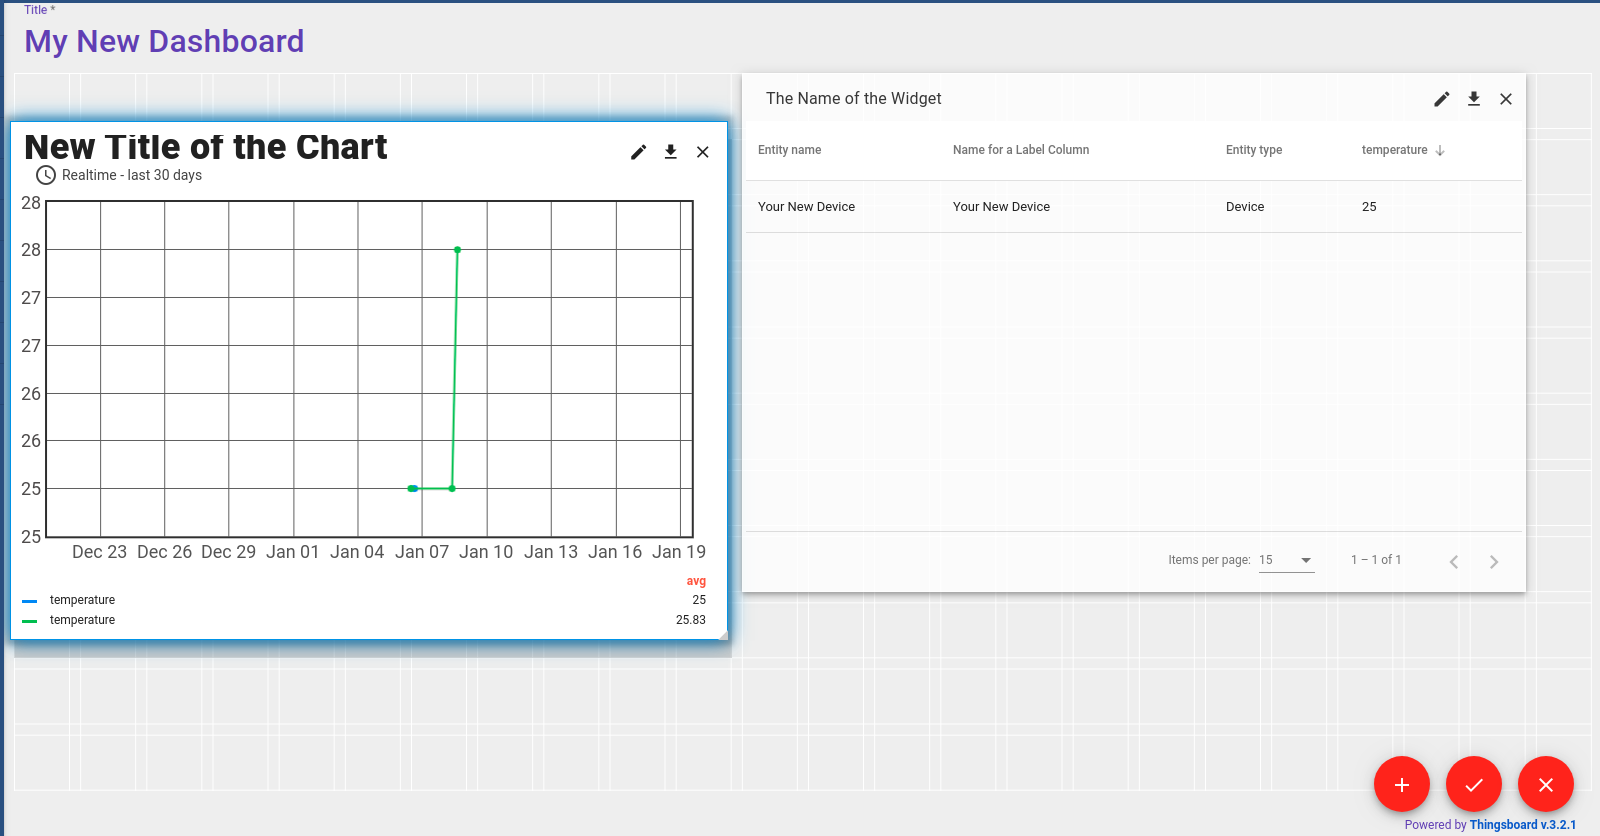 Title *
My New Dashboard
New Title of the Chart
Realtime - last 30 days
28
28
27
27
26
26
25
25
Dec 23 Dec 26 Dec 29 Jan 01 Jan 04 Jan 07 Jan 10 Jan 13 Jan 16 Jan 19
avg
temperature 25
temperature 25.83
The Name of the Widget
Entity name Name for a Label Column Entity type temperature
Your New Device Your New Device Device 25
Items per page: 15 1 – 1 of 1
Powered by Thingsboard v.3.2.1